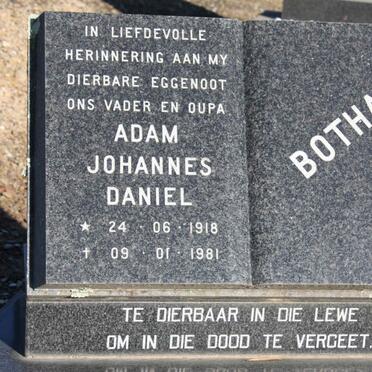 IN LIEFDEVOLLE
HERINNERING AAN MY
DIERBARE EGGENOOT
ONS VADER EN OUPA
ADAM
JOHANNES
DANIEL
★ 24 · 06 · 1918
† 09 · 01 · 1981
BOTHA
TE DIERBAAR IN DIE LEWE
OM IN DIE DOOD TE VERGEET.